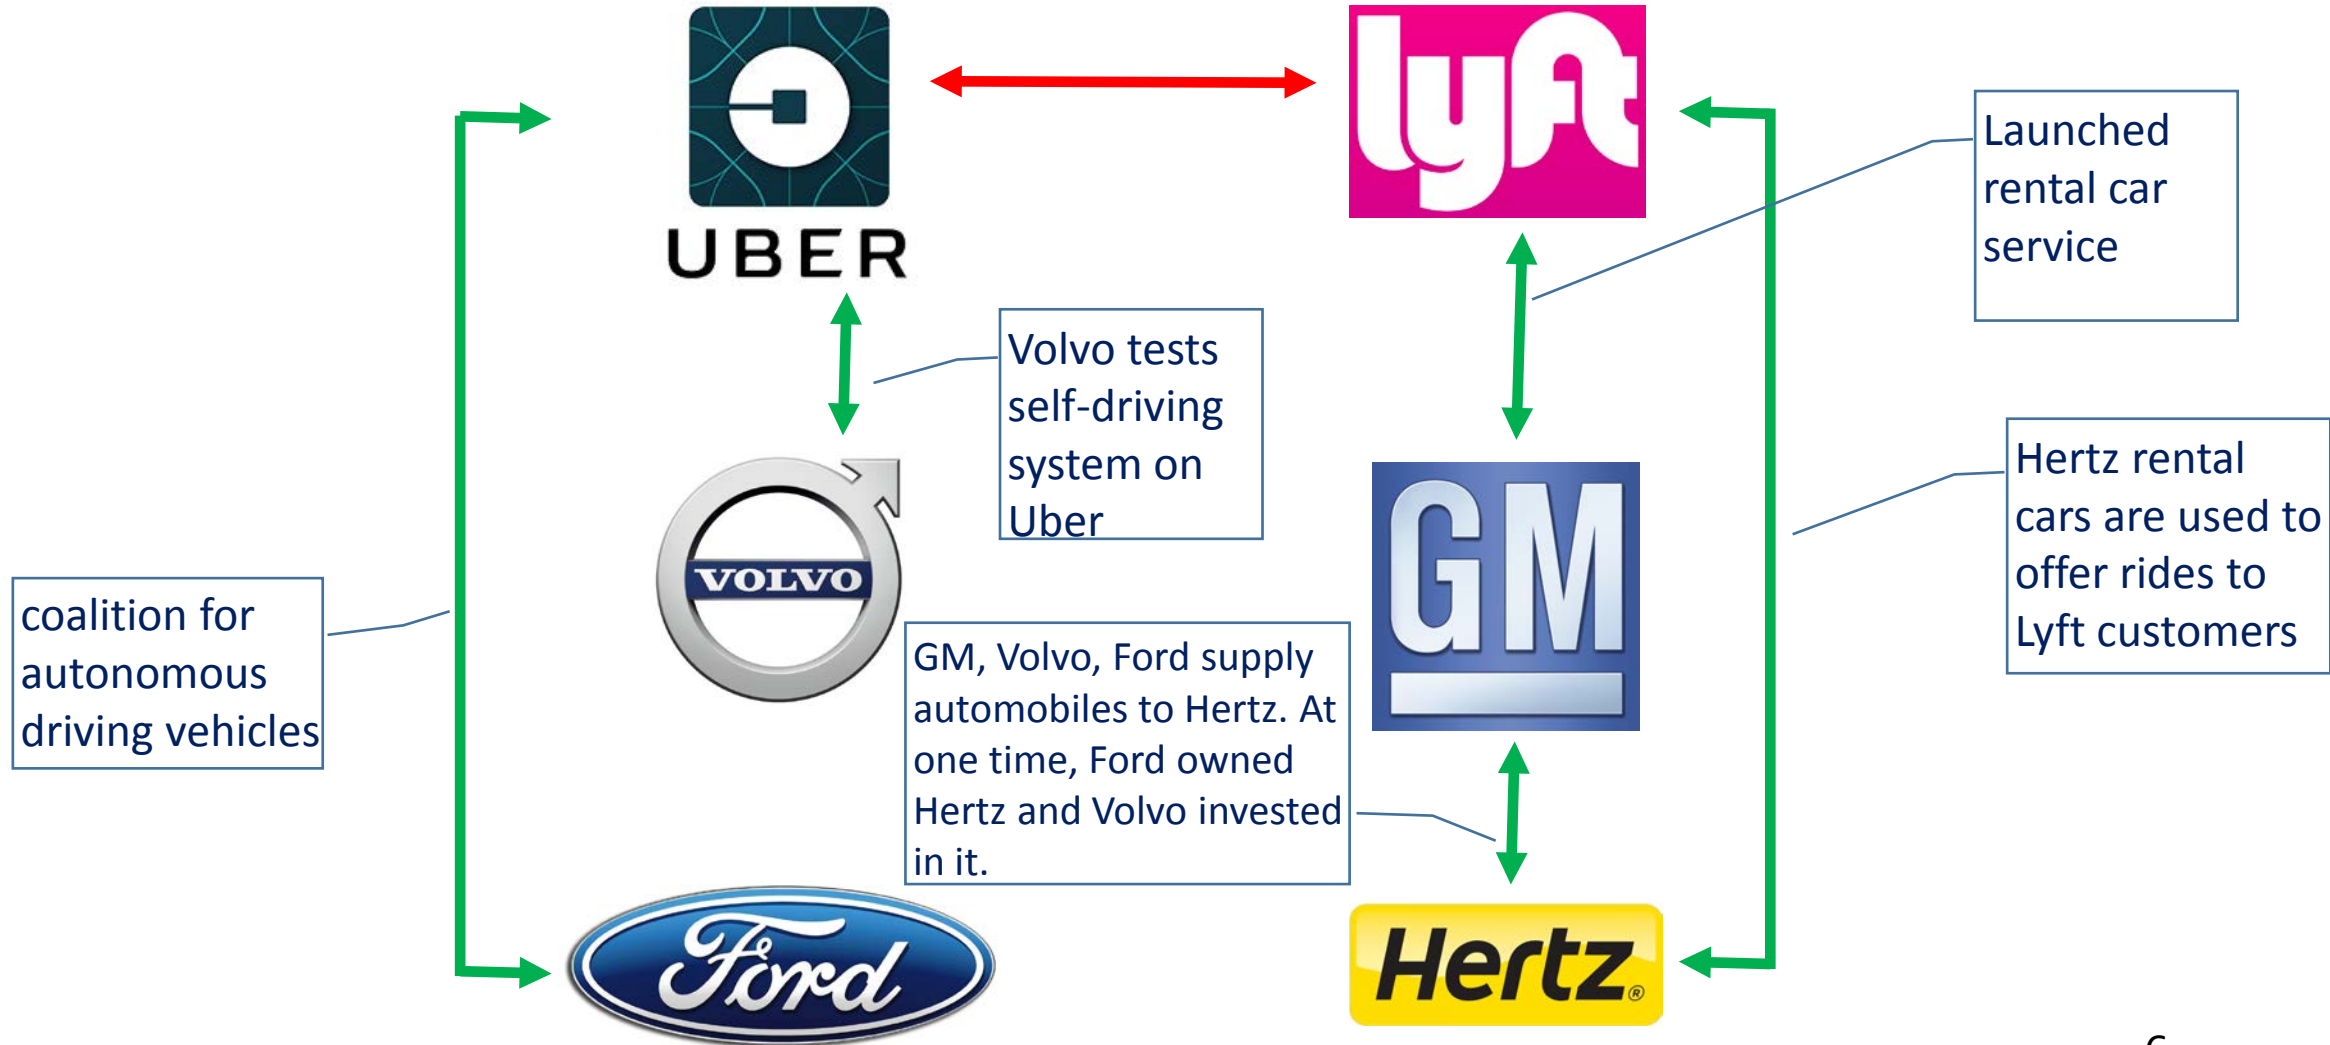 lyft
UBER
Launched
rental car
service
Volvo tests
self-driving
system on
Uber
VOLVO
GM
Hertz rental
cars are used to
offer rides to
Lyft customers
coalition for
autonomous
driving vehicles
GM, Volvo, Ford supply
automobiles to Hertz. At
one time, Ford owned
Hertz and Volvo invested
in it.
Ford
Hertz®